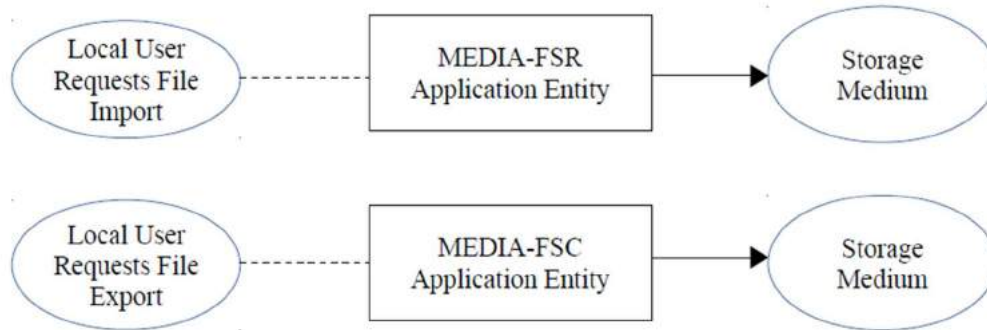 Local User
Requests File
Import
MEDIA-FSR
Application Entity
Storage
Medium
Local User
Requests File
Export
MEDIA-FSC
Application Entity
Storage
Medium